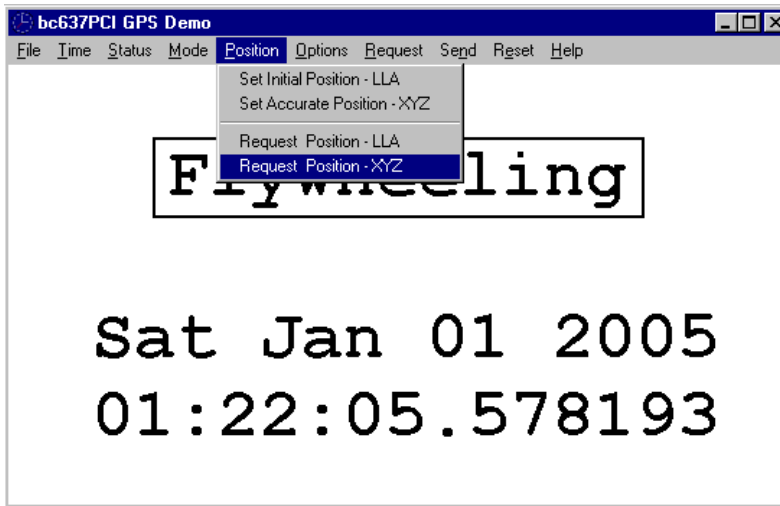 bc637PCI GPS Demo
File Time Status Mode Position Options Request Send Reset Help
Set Initial Position - LLA
Set Accurate Position - XYZ
Request Position - LLA
Request Position - XYZ
Flywheeling
Sat Jan 01 2005
01:22:05.578193